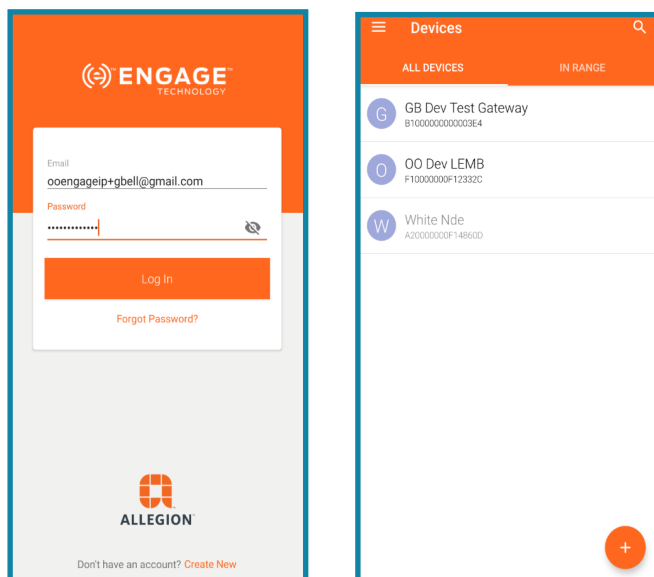 ENGAGE™
TECHNOLOGY
Email
ooengageip+gbell@gmail.com
Password
•••••••••••••
Log In
Forgot Password?
ALLEGION
Don't have an account? Create New
Devices
ALL DEVICES
IN RANGE
G
GB Dev Test Gateway
B1000000000003E4
O
OO Dev LEMB
F10000000F12332C
W
White Nde
A20000000F14860D
+